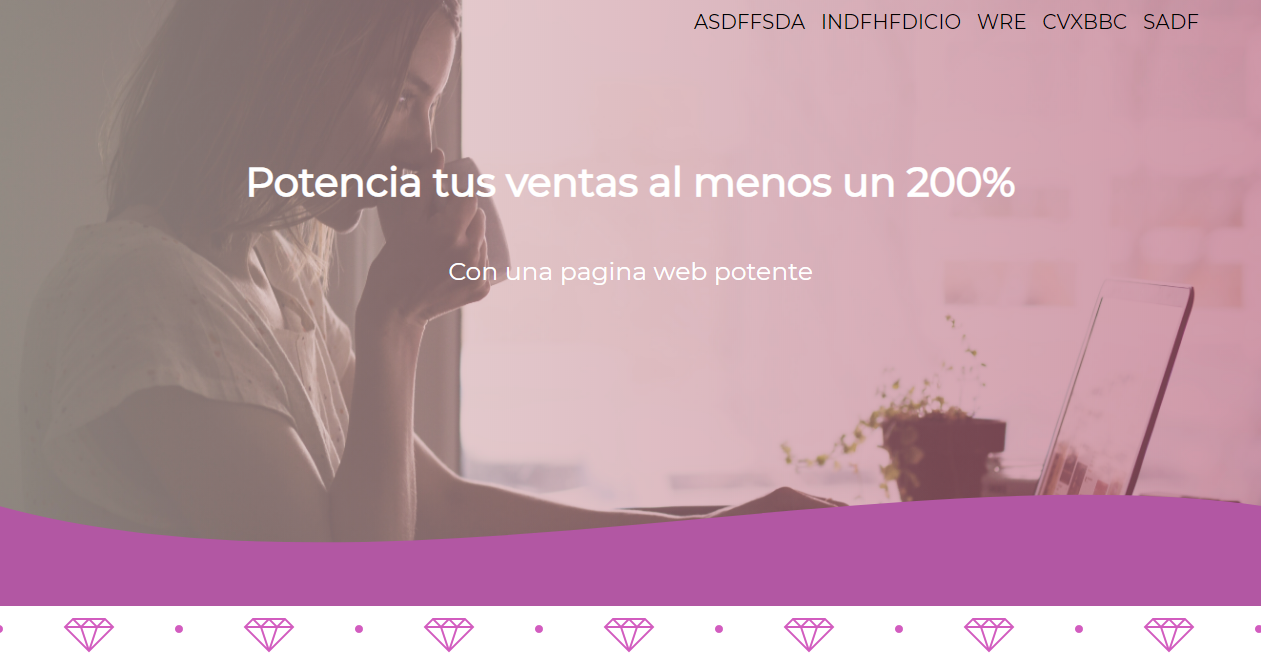 ASDFFSDA INDFHFDICIO WRE CVXBBC SADF
Potencia tus ventas al menos un 200%
Con una pagina web potente